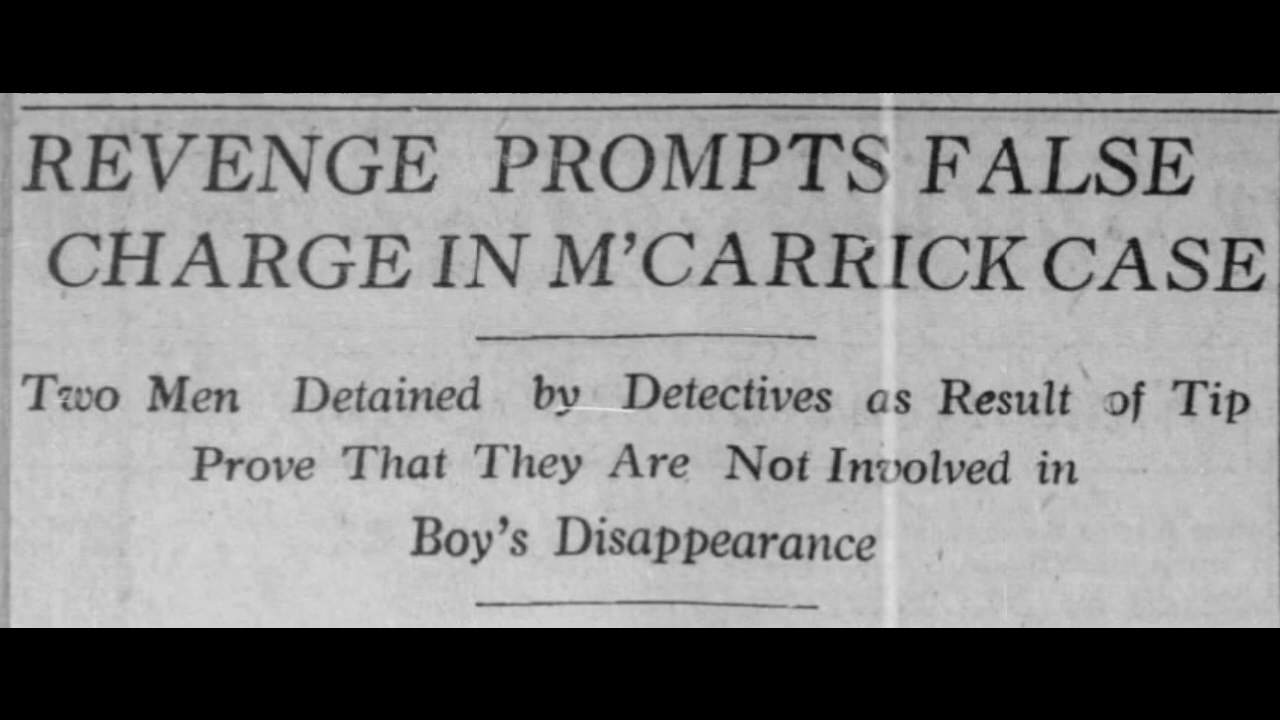 REVENGE PROMPTS FALSE
CHARGE IN M'CARRICK CASE
Two Men Detained by Detectives as Result of Tip
Prove That They Are Not Involved in
Boy's Disappearance